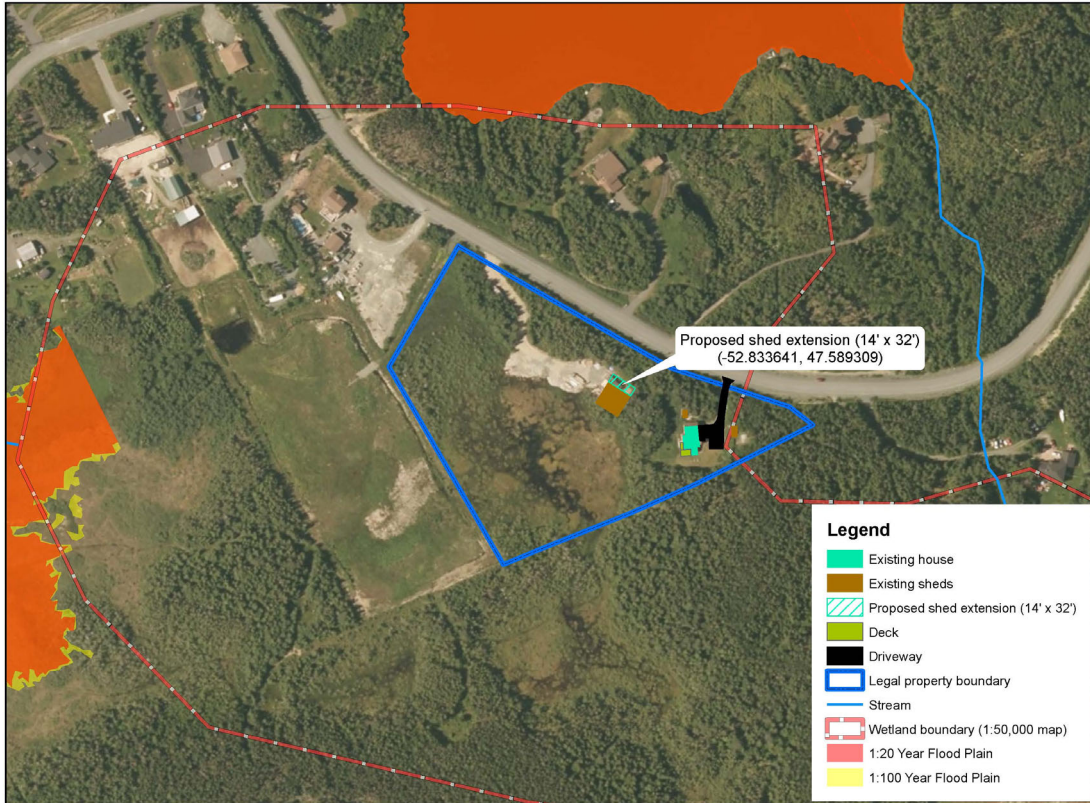 Proposed shed extension (14' x 32')
(-52.833641, 47.589309)
Legend
Existing house
Existing sheds
Proposed shed extension (14' x 32')
Deck
Driveway
Legal property boundary
Stream
Wetland boundary (1:50,000 map)
1:20 Year Flood Plain
1:100 Year Flood Plain